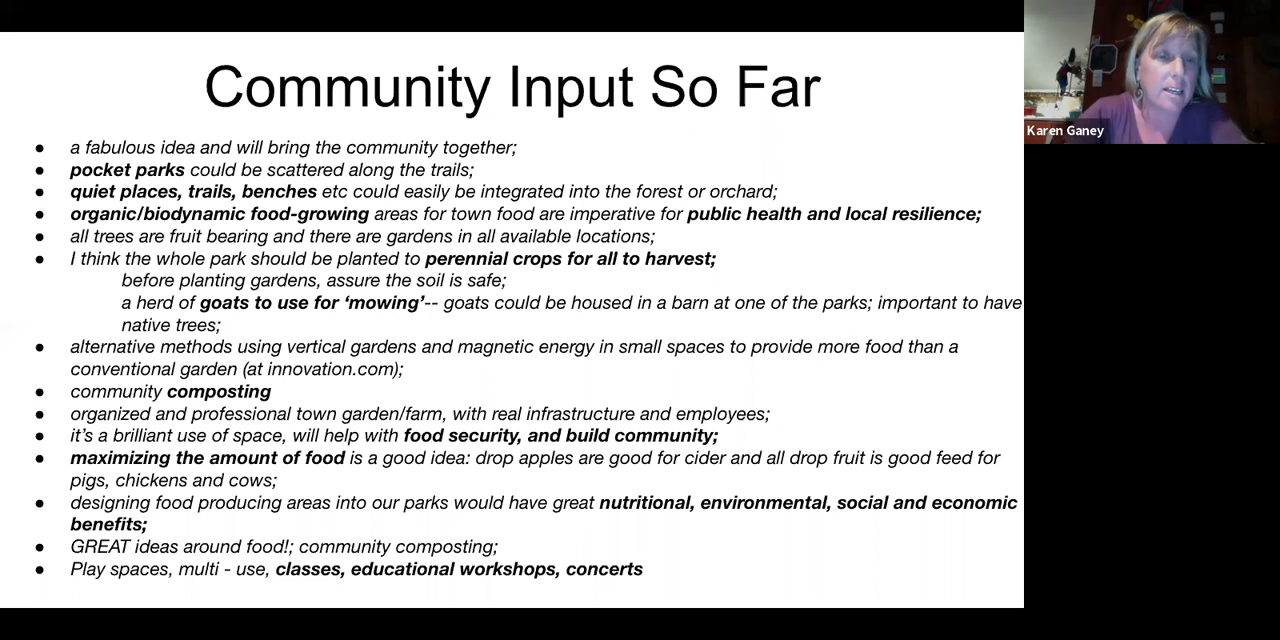 Community Input So Far
● a fabulous idea and will bring the community together;
● pocket parks could be scattered along the trails;
● quiet places, trails, benches etc could easily be integrated into the forest or orchard;
● organic/biodynamic food-growing areas for town food are imperative for public health and local resilience;
● all trees are fruit bearing and there are gardens in all available locations;
● I think the whole park should be planted to perennial crops for all to harvest;
before planting gardens, assure the soil is safe;
a herd of goats to use for ‘mowing’-- goats could be housed in a barn at one of the parks; important to have
native trees;
● alternative methods using vertical gardens and magnetic energy in small spaces to provide more food than a
conventional garden (at innovation.com);
● community composting
● organized and professional town garden/farm, with real infrastructure and employees;
● it’s a brilliant use of space, will help with food security, and build community;
● maximizing the amount of food is a good idea: drop apples are good for cider and all drop fruit is good feed for
pigs, chickens and cows;
● designing food producing areas into our parks would have great nutritional, environmental, social and economic
benefits;
● GREAT ideas around food!; community composting;
● Play spaces, multi - use, classes, educational workshops, concerts
Karen Ganey